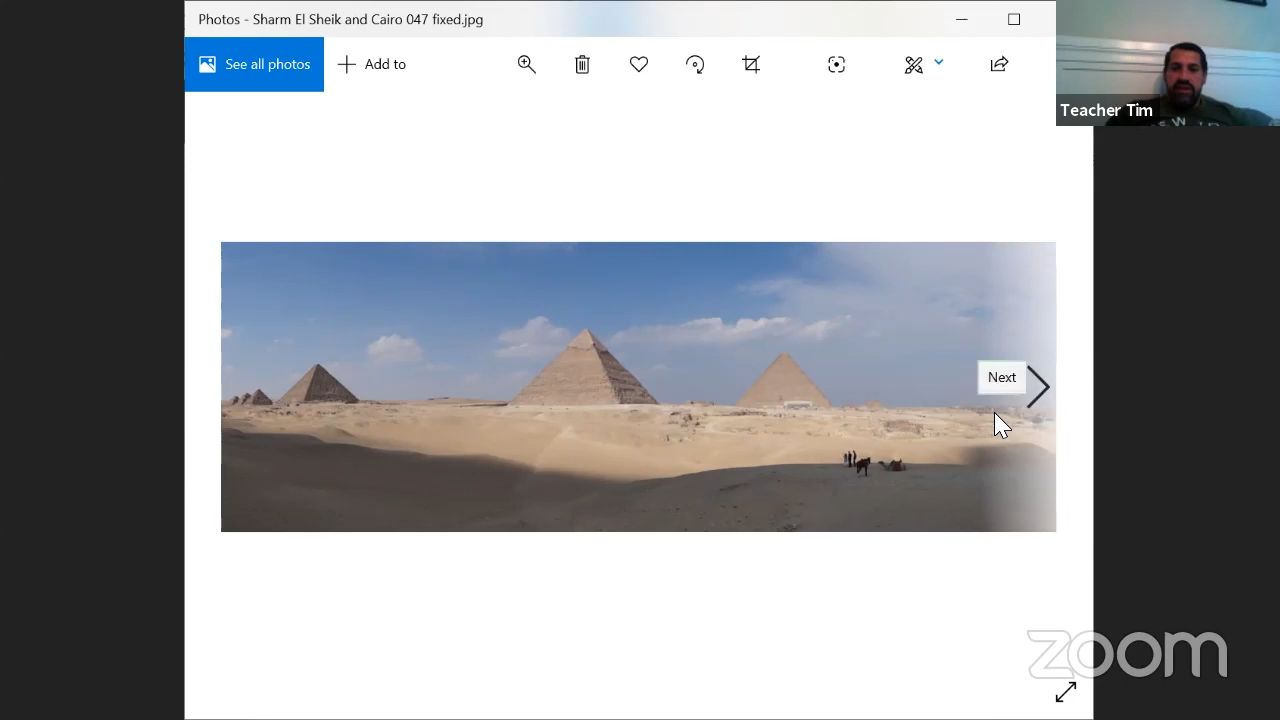 Photos - Sharm El Sheik and Cairo 047 fixed.jpg
See all photos
Add to
Teacher Tim
Next
zoom